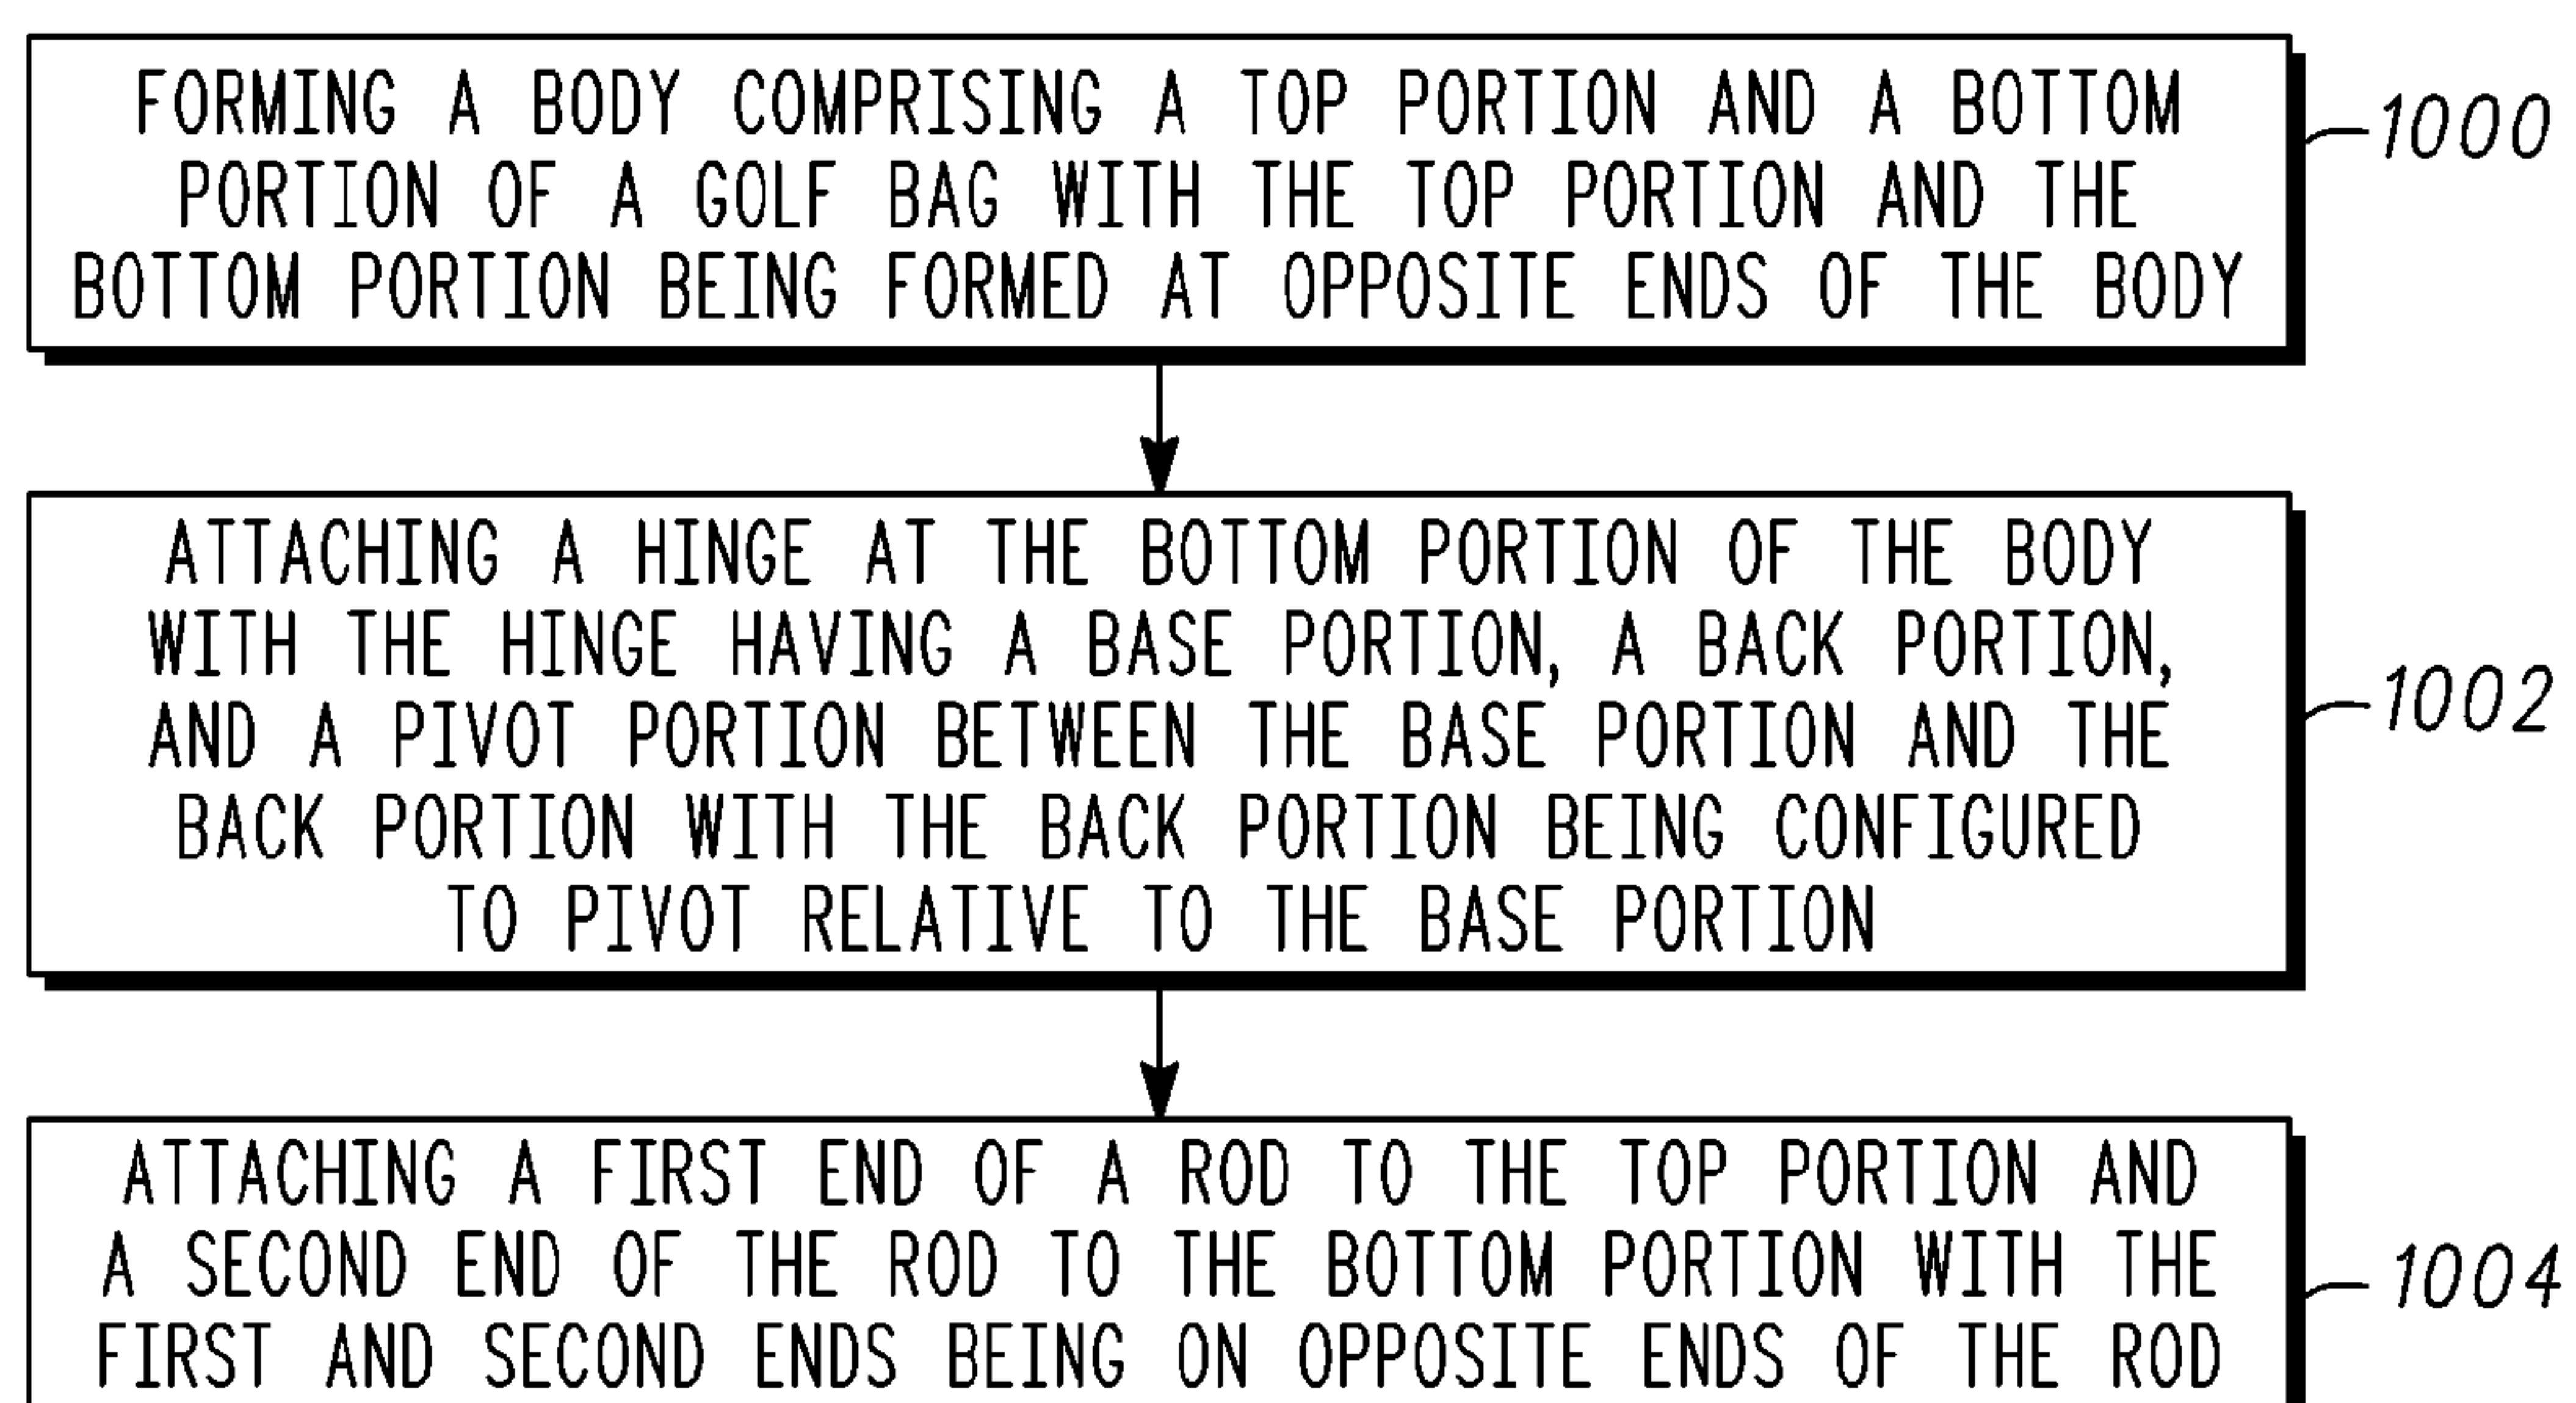 FORMING A BODY COMPRISING A TOP PORTION AND A BOTTOM
PORTION OF A GOLF BAG WITH THE TOP PORTION AND THE
BOTTOM PORTION BEING FORMED AT OPPOSITE ENDS OF THE BODY
1000
ATTACHING A HINGE AT THE BOTTOM PORTION OF THE BODY
WITH THE HINGE HAVING A BASE PORTION, A BACK PORTION,
AND A PIVOT PORTION BETWEEN THE BASE PORTION AND THE
BACK PORTION WITH THE BACK PORTION BEING CONFIGURED
TO PIVOT RELATIVE TO THE BASE PORTION
1002
ATTACHING A FIRST END OF A ROD TO THE TOP PORTION AND
A SECOND END OF THE ROD TO THE BOTTOM PORTION WITH THE
FIRST AND SECOND ENDS BEING ON OPPOSITE ENDS OF THE ROD
1004